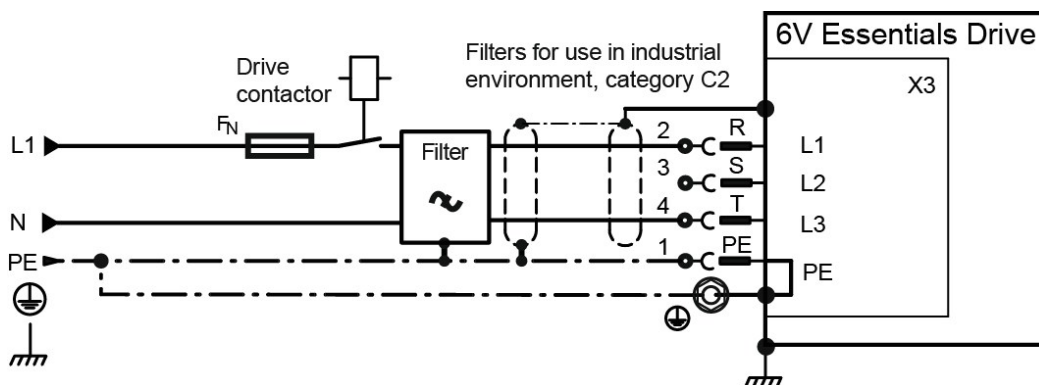 6V Essentials Drive
X3
Filters for use in industrial
environment, category C2
Drive
contactor
FN
L1
Filter
2
R
L1
3
S
L2
N
4
T
L3
PE
1
PE
PE